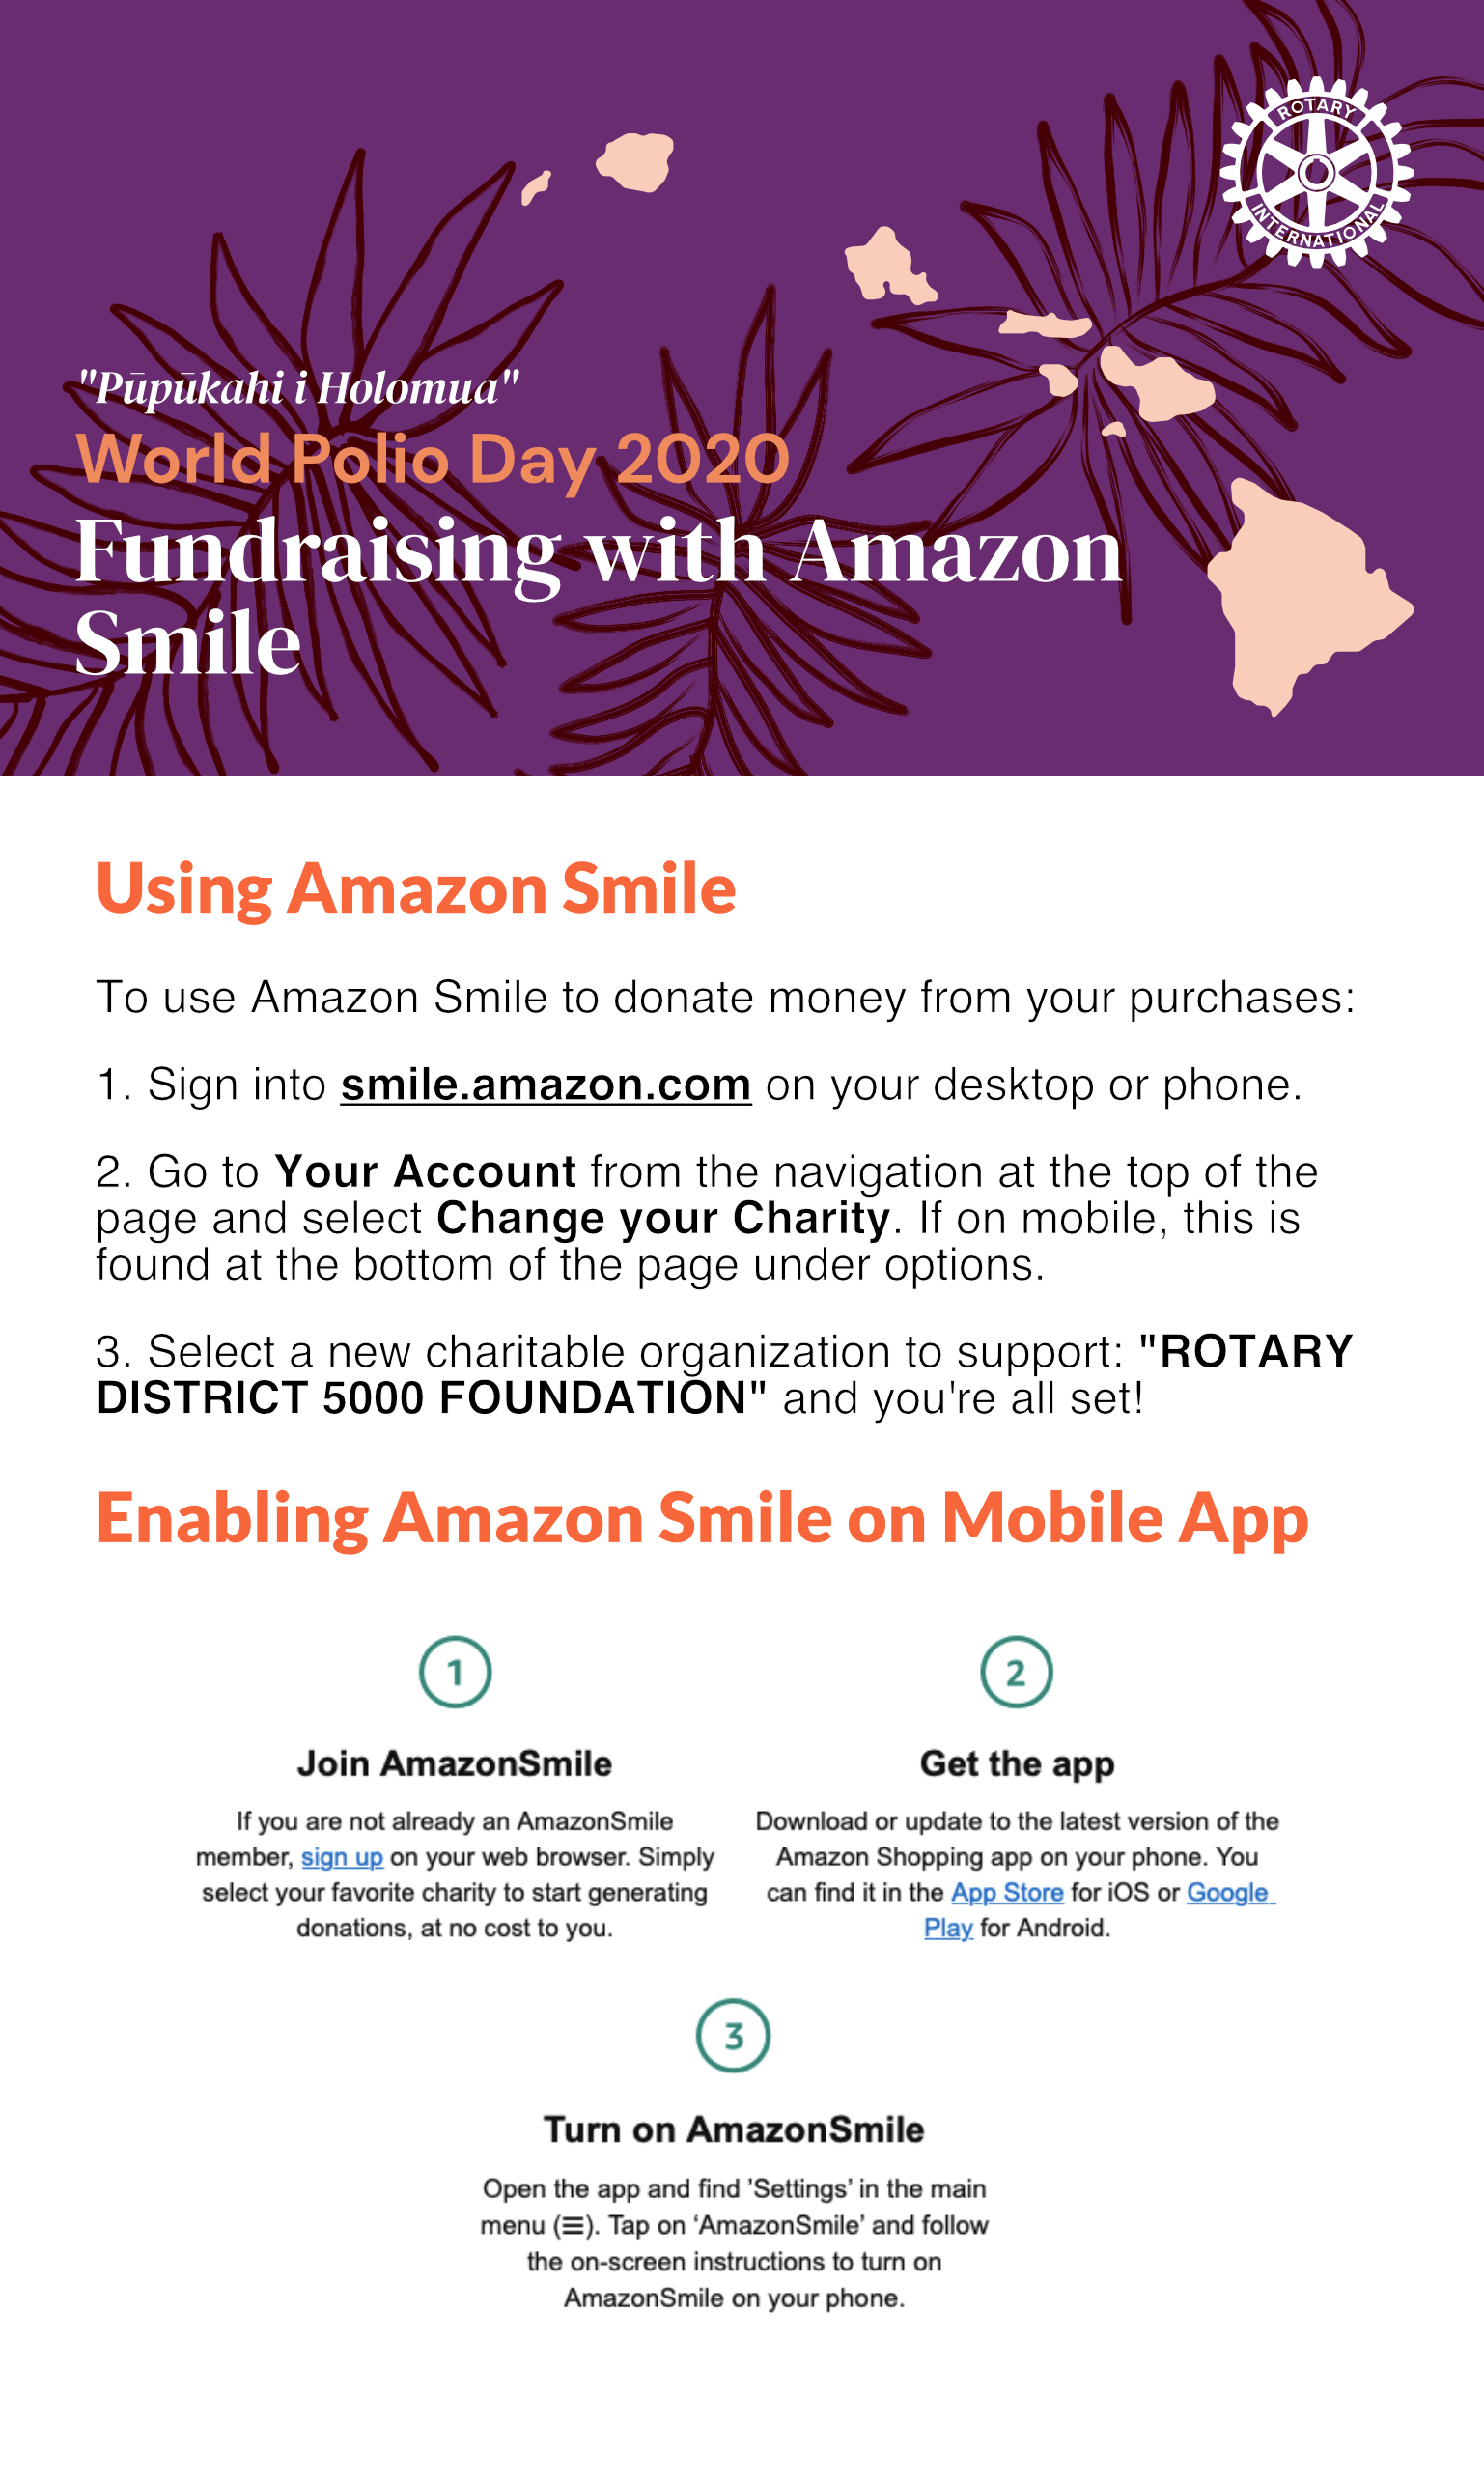 ROTARY
INTERNATIONAL
"Pūpūkahi i Holomua"
World Polio Day 2020
Fundraising with Amazon
Smile
Using Amazon Smile
To use Amazon Smile to donate money from your purchases:
1. Sign into smile.amazon.com on your desktop or phone.
2. Go to Your Account from the navigation at the top of the
page and select Change your Charity. If on mobile, this is
found at the bottom of the page under options.
3. Select a new charitable organization to support: "ROTARY
DISTRICT 5000 FOUNDATION" and you're all set!
Enabling Amazon Smile on Mobile App
1
Join AmazonSmile
If you are not already an AmazonSmile
member, sign up on your web browser. Simply
select your favorite charity to start generating
donations, at no cost to you.
2
Get the app
Download or update to the latest version of the
Amazon Shopping app on your phone. You
can find it in the App Store for iOS or Google
Play for Android.
3
Turn on AmazonSmile
Open the app and find 'Settings' in the main
menu (☰). Tap on ‘AmazonSmile’ and follow
the on-screen instructions to turn on
AmazonSmile on your phone.